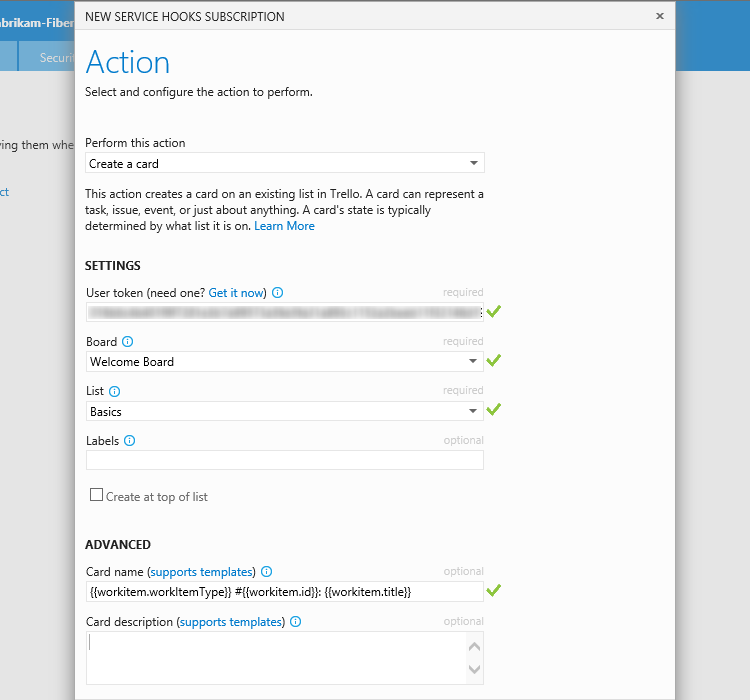 abrikam-Fiber
NEW SERVICE HOOKS SUBSCRIPTION
Action
Securi
Select and configure the action to perform.
Perform this action
ving them whe
Create a card
ct
This action creates a card on an existing list in Trello. A card can represent a
task, issue, event, or just about anything. A card's state is typically
determined by what list it is on. Learn More
SETTINGS
User token (need one? Get it now) required
Board required
Welcome Board
List required
Basics
Labels optional
Create at top of list
ADVANCED
Card name (supports templates) optional
{{workitem.workItemType}} #{{workitem.id}}: {{workitem.title}}
Card description (supports templates) optional